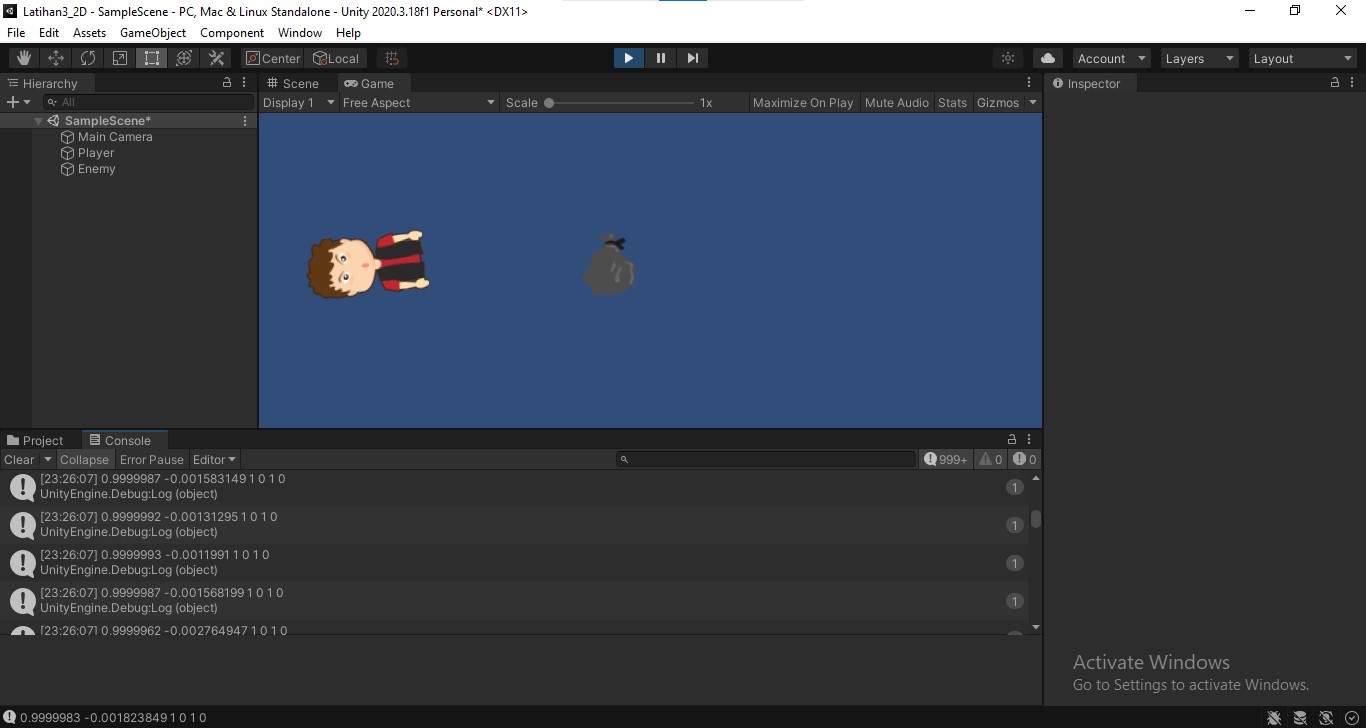 Latihan3_2D - SampleScene - PC, Mac & Linux Standalone - Unity 2020.3.18f1 Personal* <DX11>
File Edit Assets GameObject Component Window Help
Center Local Account Layers Layout
Hierarchy Scene Game Inspector
All Display 1 Free Aspect Scale 1x Maximize On Play Mute Audio Stats Gizmos
SampleScene*
Main Camera
Player
Enemy
Project Console
Clear Collapse Error Pause Editor 999+ 0 0
[23:26:07] 0.9999987 -0.001583149 1 0 1 0
UnityEngine.Debug:Log (object)
1
[23:26:07] 0.9999992 -0.00131295 1 0 1 0
UnityEngine.Debug:Log (object)
1
[23:26:07] 0.9999993 -0.0011991 1 0 1 0
UnityEngine.Debug:Log (object)
1
[23:26:07] 0.9999987 -0.001568199 1 0 1 0
UnityEngine.Debug:Log (object)
1
[23:26:07] 0.9999962 -0.002764947 1 0 1 0
Activate Windows
Go to Settings to activate Windows.
0.9999983 -0.001823849 1 0 1 0